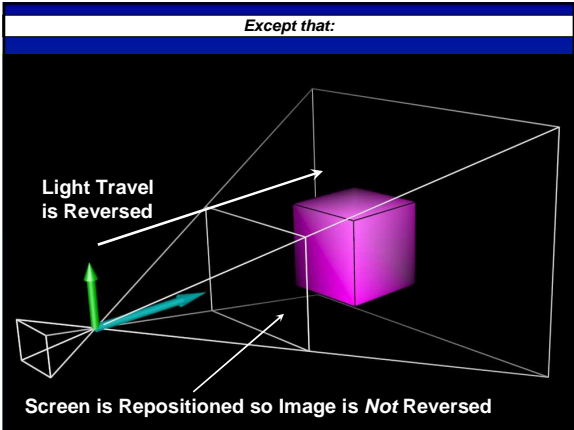 Except that:
Light Travel
is Reversed
Screen is Repositioned so Image is Not Reversed